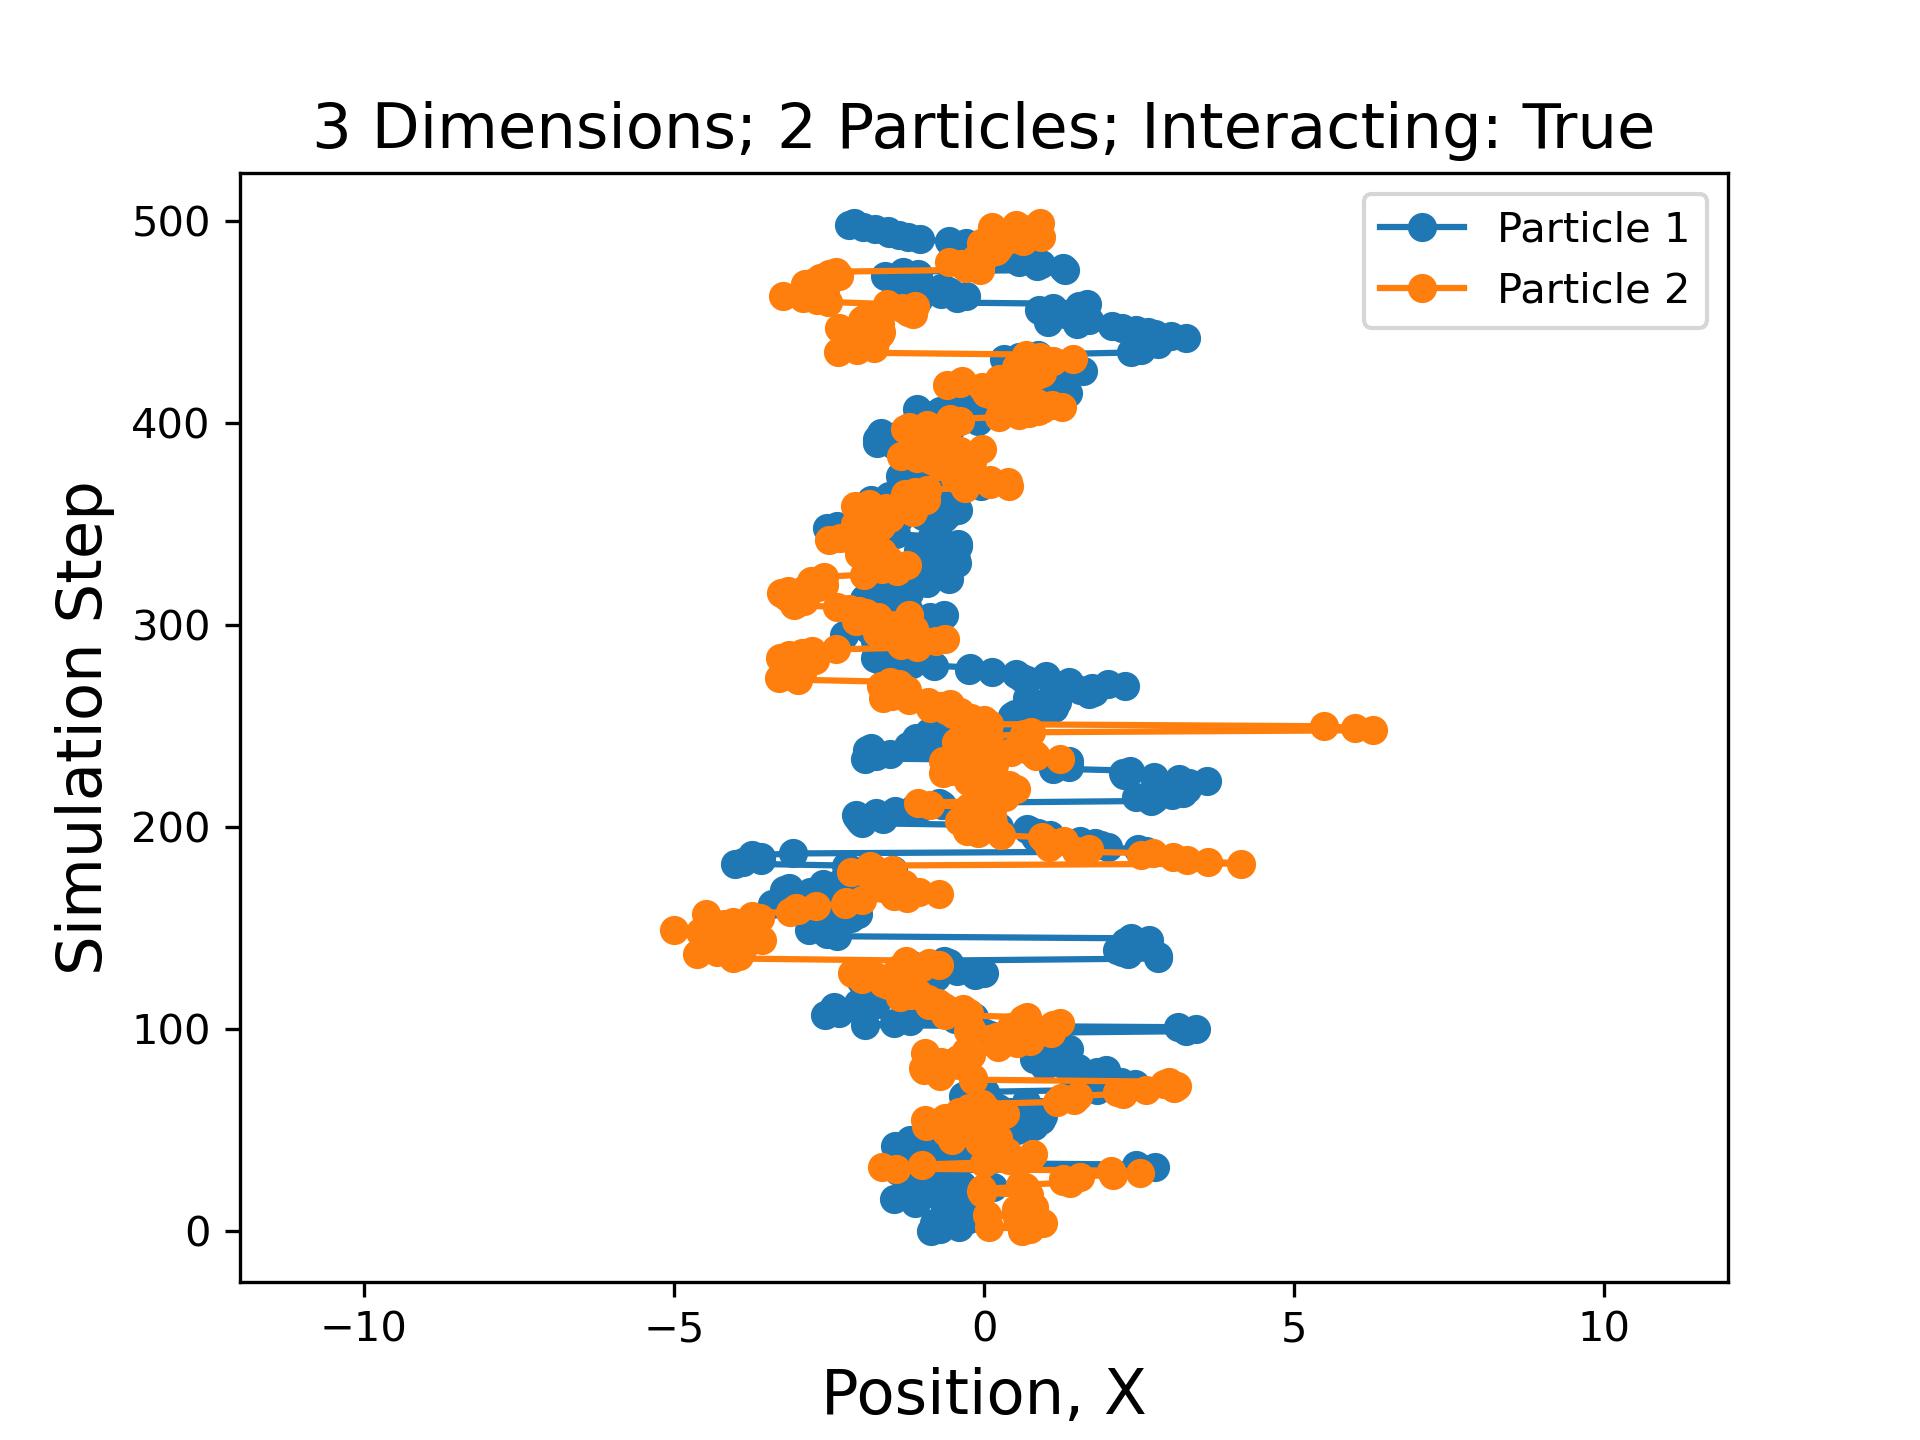 3 Dimensions; 2 Particles; Interacting: True
Particle 1
Particle 2
Simulation Step
500
400
300
200
100
0
−10
−5
0
5
10
Position, X